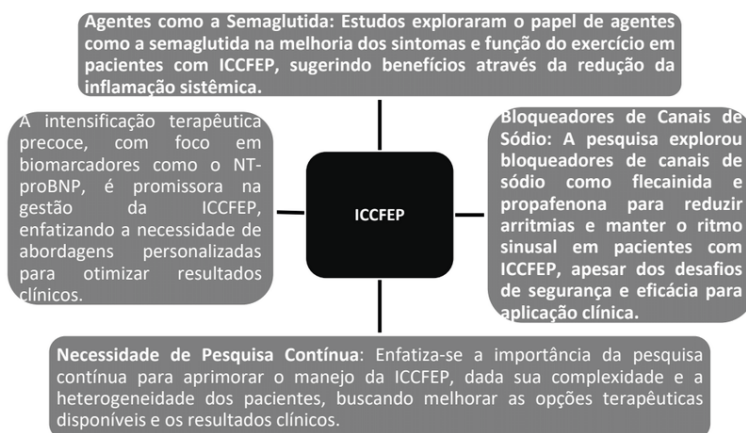 Agentes como a Semaglutida: Estudos exploraram o papel de agentes
como a semaglutida na melhoria dos sintomas e função do exercício em
pacientes com ICCFEP, sugerindo benefícios através da redução da
inflamação sistêmica.
A intensificação terapêutica
precoce, com foco em
biomarcadores como o NT-
proBNP, é promissora na
gestão da ICCFEP,
enfatizando a necessidade de
abordagens personalizadas
para otimizar resultados
clínicos.
ICCFEP
Bloqueadores de Canais de
Sódio: A pesquisa explorou
bloqueadores de canais de
sódio como flecainida e
propafenona para reduzir
arritmias e manter o ritmo
sinusal em pacientes com
ICCFEP, apesar dos desafios
de segurança e eficácia para
aplicação clínica.
Necessidade de Pesquisa Contínua: Enfatiza-se a importância da pesquisa
contínua para aprimorar o manejo da ICCFEP, dada sua complexidade e a
heterogeneidade dos pacientes, buscando melhorar as opções terapêuticas
disponíveis e os resultados clínicos.